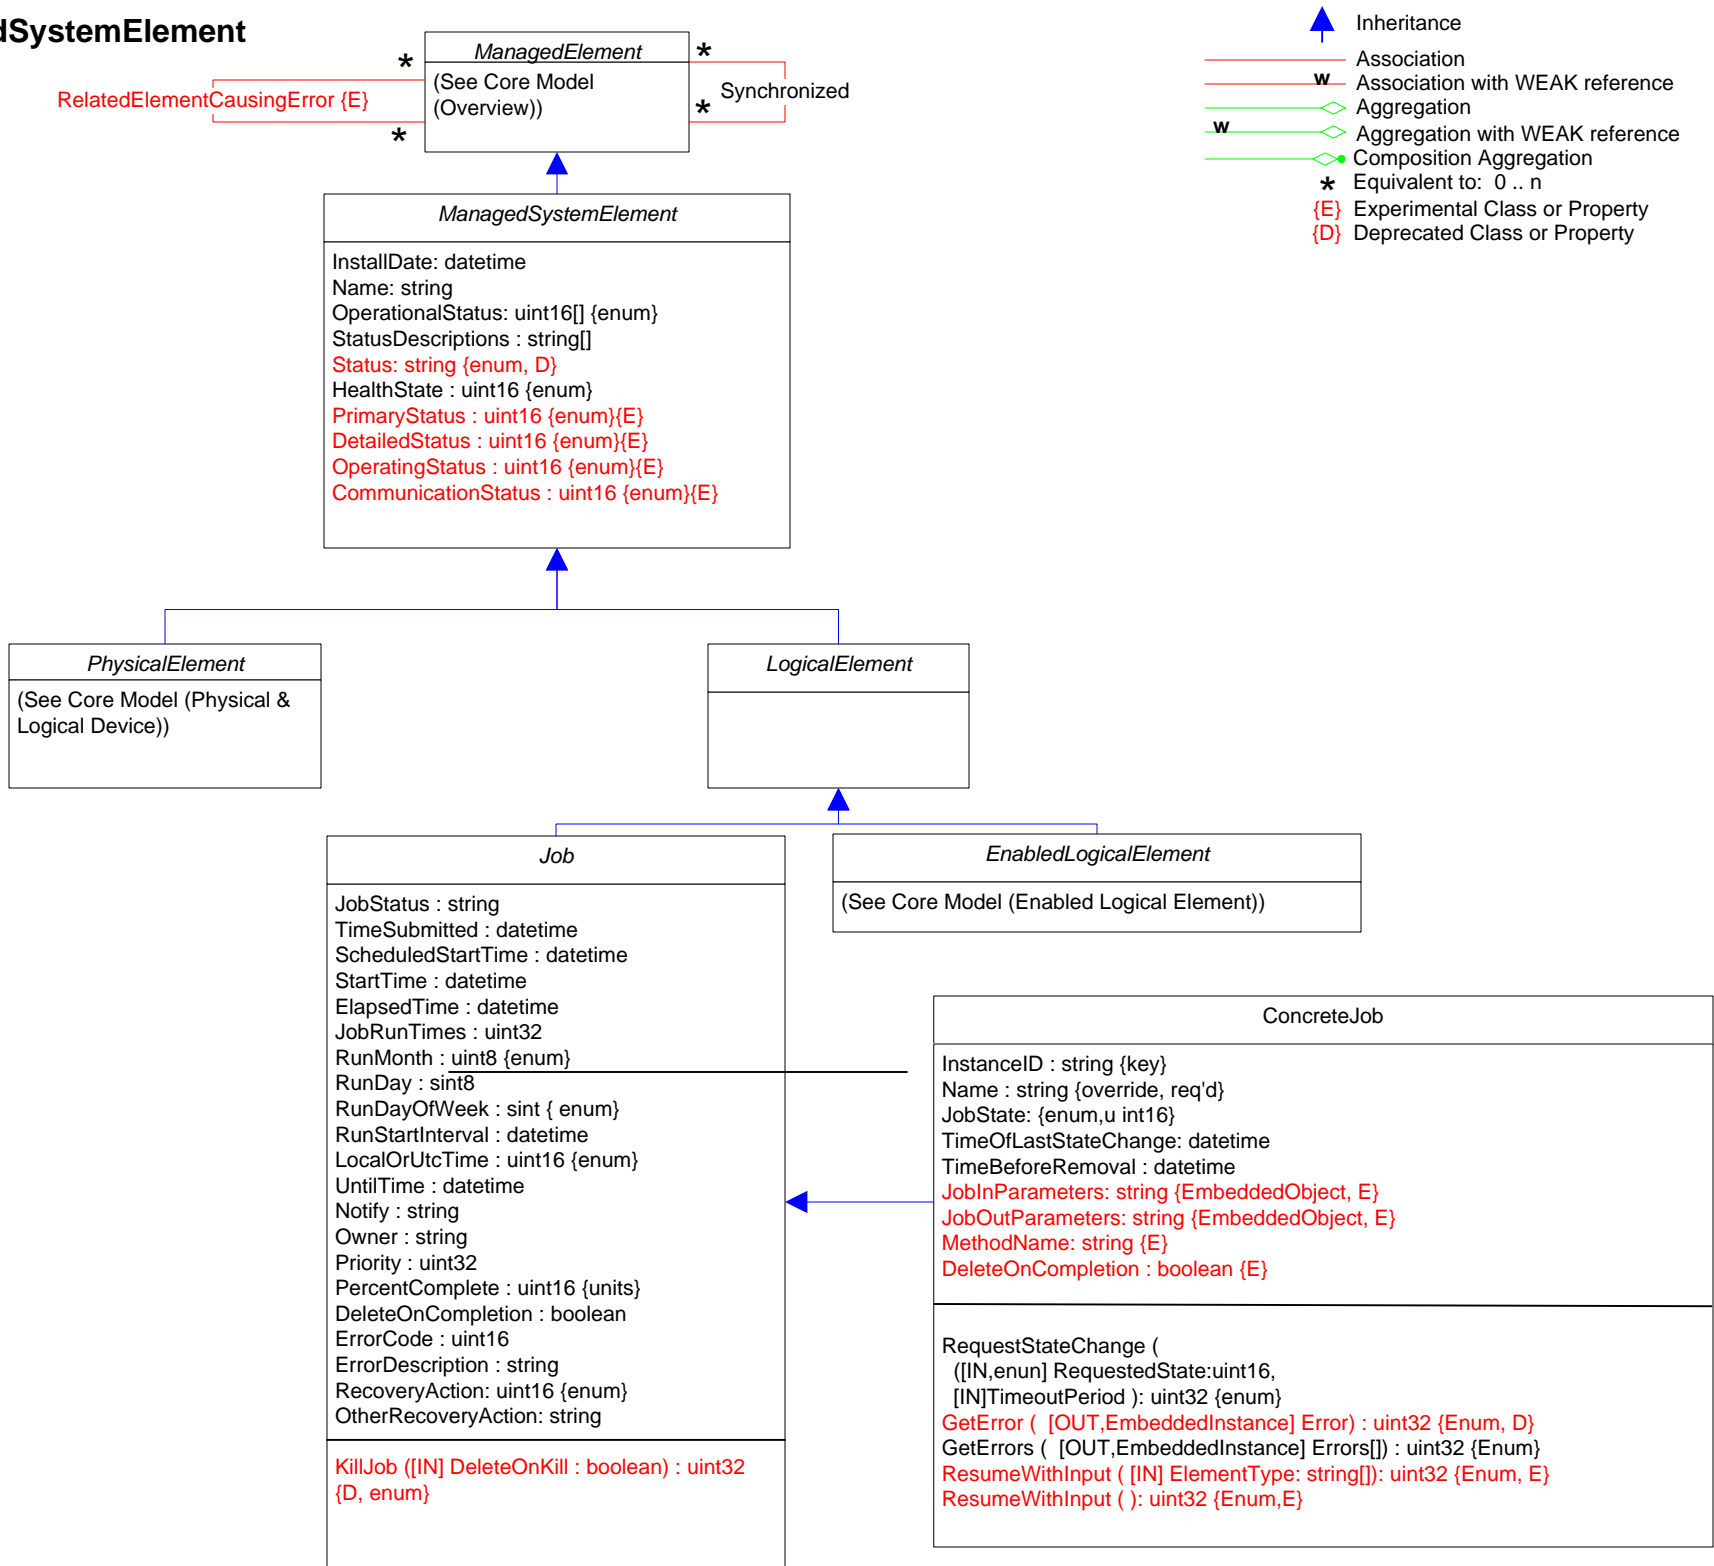 dSystemElement
ManagedElement
(See Core Model
(Overview))
*
*
*
*
RelatedElementCausingError {E}
Synchronized
Inheritance
Association
w
Association with WEAK reference
Aggregation
w
Aggregation with WEAK reference
Composition Aggregation
* Equivalent to: 0 .. n
{E} Experimental Class or Property
{D} Deprecated Class or Property
ManagedSystemElement
InstallDate: datetime
Name: string
OperationalStatus: uint16[] {enum}
StatusDescriptions : string[]
Status: string {enum, D}
HealthState : uint16 {enum}
PrimaryStatus : uint16 {enum}{E}
DetailedStatus : uint16 {enum}{E}
OperatingStatus : uint16 {enum}{E}
CommunicationStatus : uint16 {enum}{E}
PhysicalElement
(See Core Model (Physical &
Logical Device))
LogicalElement
Job
JobStatus : string
TimeSubmitted : datetime
ScheduledStartTime : datetime
StartTime : datetime
ElapsedTime : datetime
JobRunTimes : uint32
RunMonth : uint8 {enum}
RunDay : sint8
RunDayOfWeek : sint { enum}
RunStartInterval : datetime
LocalOrUtcTime : uint16 {enum}
UntilTime : datetime
Notify : string
Owner : string
Priority : uint32
PercentComplete : uint16 {units}
DeleteOnCompletion : boolean
ErrorCode : uint16
ErrorDescription : string
RecoveryAction: uint16 {enum}
OtherRecoveryAction: string
KillJob ([IN] DeleteOnKill : boolean) : uint32
{D, enum}
EnabledLogicalElement
(See Core Model (Enabled Logical Element))
ConcreteJob
InstanceID : string {key}
Name : string {override, req'd}
JobState: {enum,u int16}
TimeOfLastStateChange: datetime
TimeBeforeRemoval : datetime
JobInParameters: string {EmbeddedObject, E}
JobOutParameters: string {EmbeddedObject, E}
MethodName: string {E}
DeleteOnCompletion : boolean {E}
RequestStateChange (
([IN,enun] RequestedState:uint16,
[IN]TimeoutPeriod ): uint32 {enum}
GetError ( [OUT,EmbeddedInstance] Error) : uint32 {Enum, D}
GetErrors ( [OUT,EmbeddedInstance] Errors[]) : uint32 {Enum}
ResumeWithInput ( [IN] ElementType: string[]): uint32 {Enum, E}
ResumeWithInput ( ): uint32 {Enum,E}